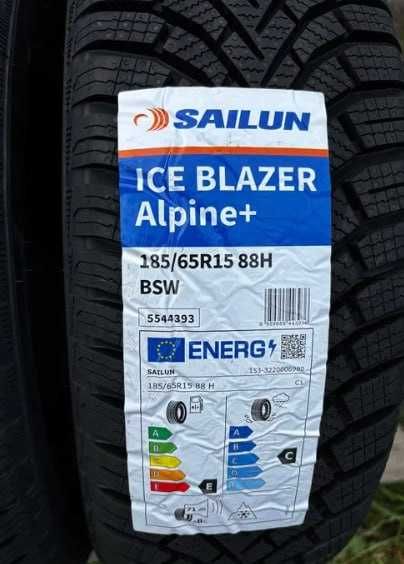 SAILUN
ICE BLAZER
Alpine+
185/65R15 88H
BSW
5544393
ENERG
SAILUN
185/65R15 88 H
C1
A
B
C
D
E
E
A
B
C
D
E
C